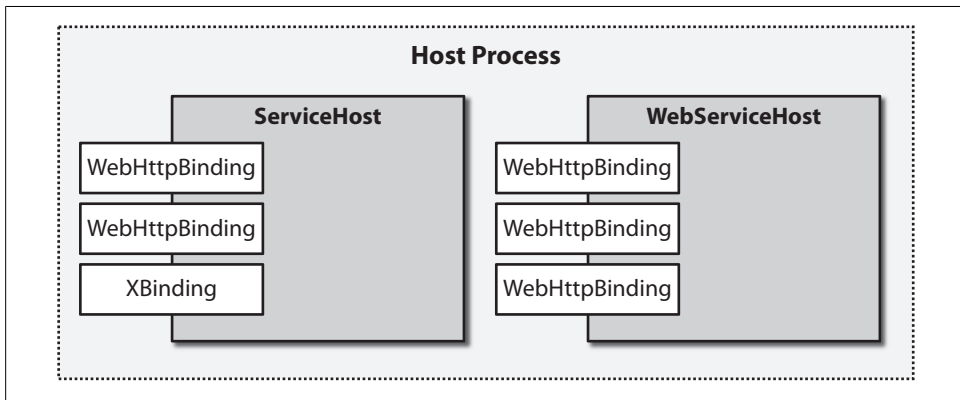 Host Process
ServiceHost
WebHttpBinding
WebHttpBinding
XBinding
WebServiceHost
WebHttpBinding
WebHttpBinding
WebHttpBinding